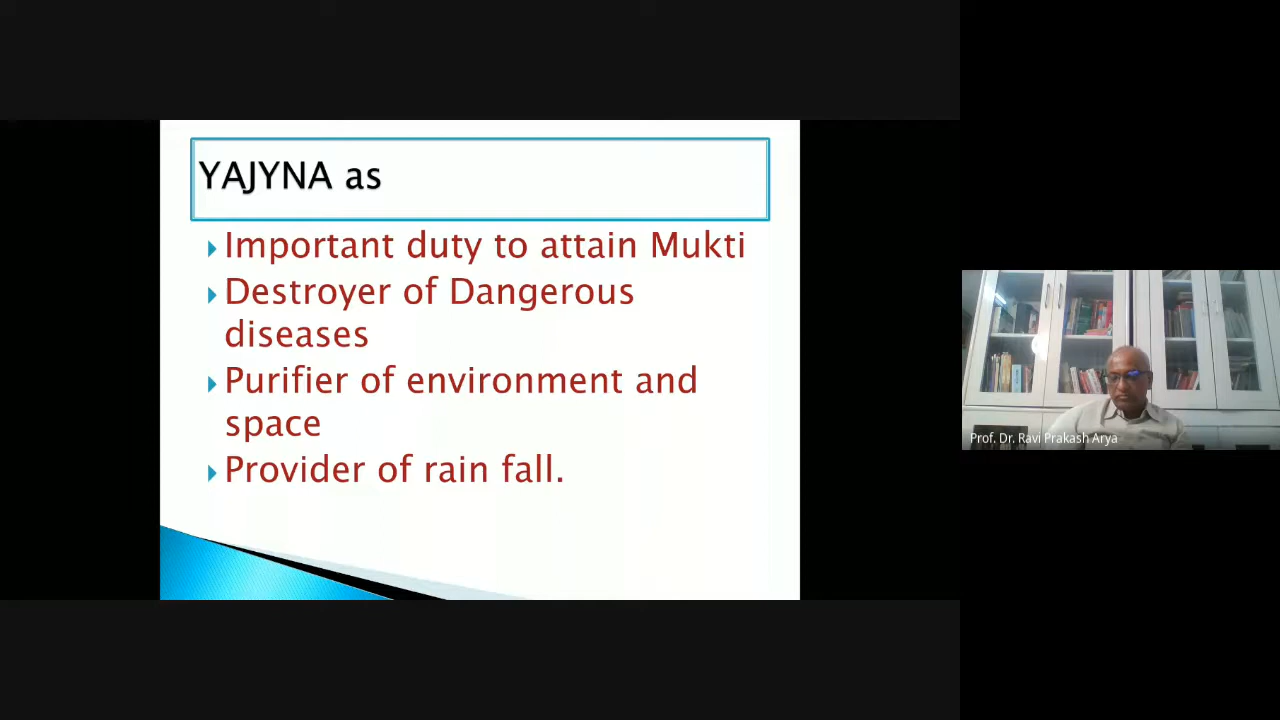 YAJYNA as
Important duty to attain Mukti
Destroyer of Dangerous
diseases
Purifier of environment and
space
Provider of rain fall.
Prof. Dr. Ravi Prakash Arya